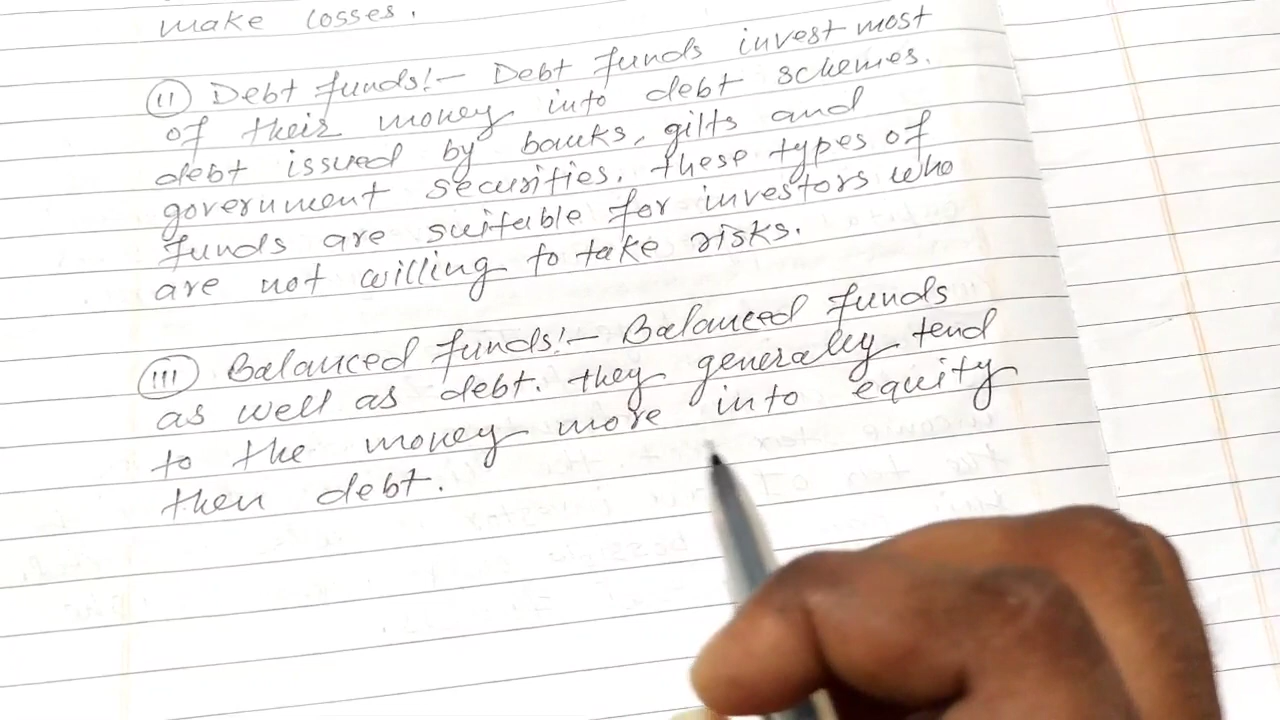 make losses.
(II) Debt funds!- Debt funds invest most
of their money into debt schemes.
debt issued by banks, gilts and
government securities. these types of
funds are suitable for investors who
are not willing to take risks.
(III) Balanced funds!- Balanced funds
as well as debt. they generally tend
to the money more into equity
then debt.